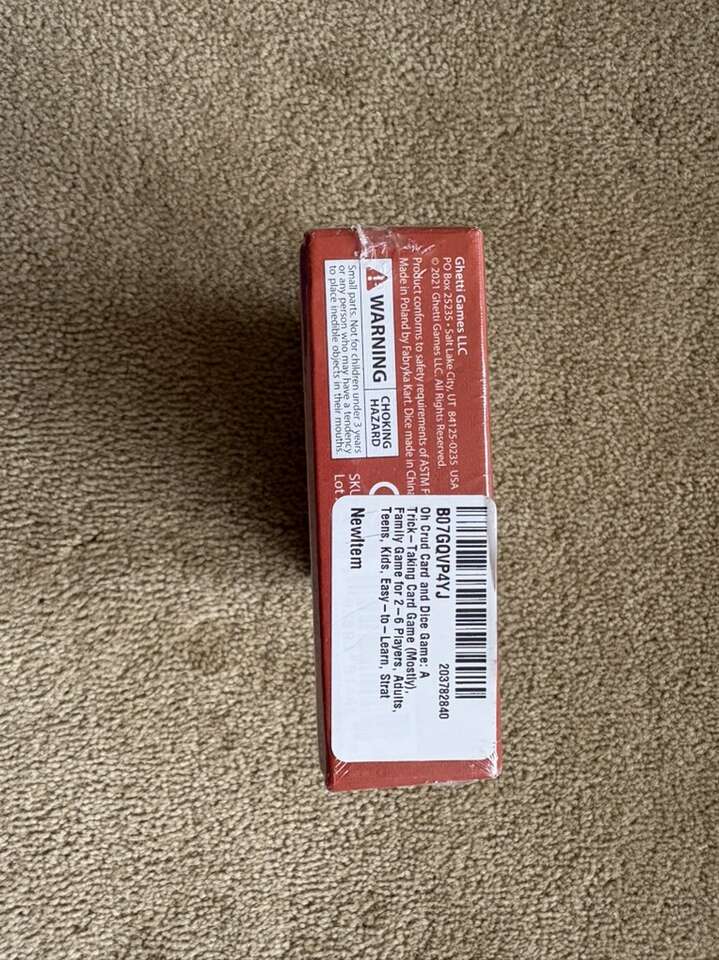 Ghetti Games LLC
PO Box 25235 • Salt Lake City, UT 84125-0235 USA
© 2021 Ghetti Games LLC. All Rights Reserved.
Product conforms to safety requirements of ASTM F
Made in Poland by Fabryka Kart. Dice made in China
WARNING
CHOKING
HAZARD
Small parts. Not for children under 3 years
or any person who may have a tendency
to place inedible objects in their mouths.
SKU
Lot
203782840
B07GQVP4YJ
Oh Crud Card and Dice Game: A
Trick-Taking Card Game (Mostly),
Family Game for 2-6 Players, Adults,
Teens, Kids, Easy-to-Learn, Strat
NewItem